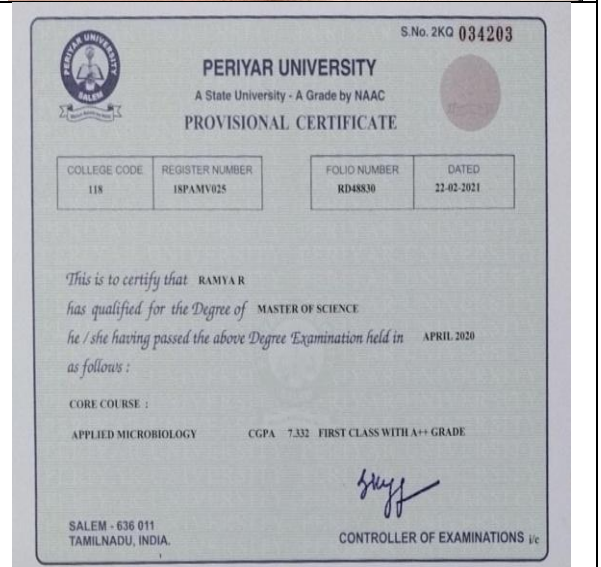 S.No. 2KQ 034203
PERIYAR UNIVERSITY
SALEM
PERIYAR UNIVERSITY
A State University - A Grade by NAAC
PROVISIONAL CERTIFICATE
COLLEGE CODE REGISTER NUMBER FOLIO NUMBER DATED
118 18PAMV025 RD48830 22-02-2021
This is to certify that RAMYA R
has qualified for the Degree of MASTER OF SCIENCE
he / she having passed the above Degree Examination held in APRIL 2020
as follows :
CORE COURSE :
APPLIED MICROBIOLOGY CGPA 7.332 FIRST CLASS WITH A++ GRADE
SALEM - 636 011
TAMILNADU, INDIA.
CONTROLLER OF EXAMINATIONS i/c